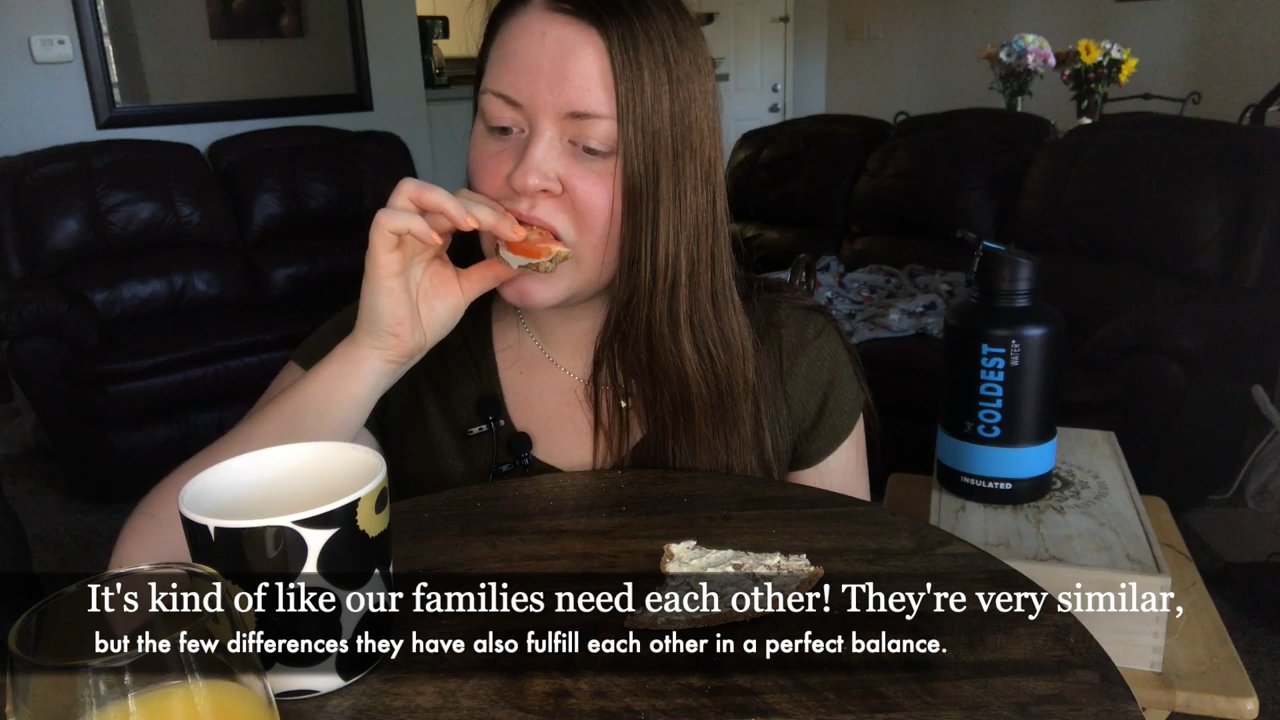 THE
COLDEST
WATER®
INSULATED
It's kind of like our families need each other! They're very similar,
but the few differences they have also fulfill each other in a perfect balance.